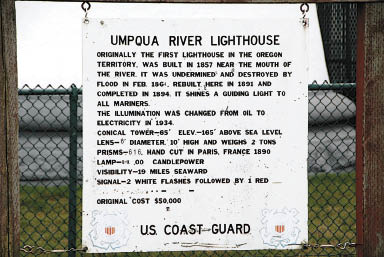 UMPQUA RIVER LIGHTHOUSE
ORIGINALLY THE FIRST LIGHTHOUSE IN THE OREGON
TERRITORY, WAS BUILT IN 1857 NEAR THE MOUTH OF
THE RIVER. IT WAS UNDERMINED AND DESTROYED BY
FLOOD IN FEB. REBUILT HERE IN 1891 AND
COMPLETED IN 1894. IT SHINES A GUIDING LIGHT TO
ALL MARINERS.
THE ILLUMINATION WAS CHANGED FROM OIL TO
ELECTRICITY IN 1934.
CONICAL TOWER-65' ELEV.-165' ABOVE SEA LEVEL
LENS- DIAMETER, 10' HIGH AND WEIGHS 2 TONS
PRISMS-616, HAND CUT IN PARIS, FRANCE 1890
LAMP- CANDLEPOWER
VISIBILITY-19 MILES SEAWARD
SIGNAL-2 WHITE FLASHES FOLLOWED BY 1 RED
ORIGINAL COST $50,000
U.S. COAST GUARD